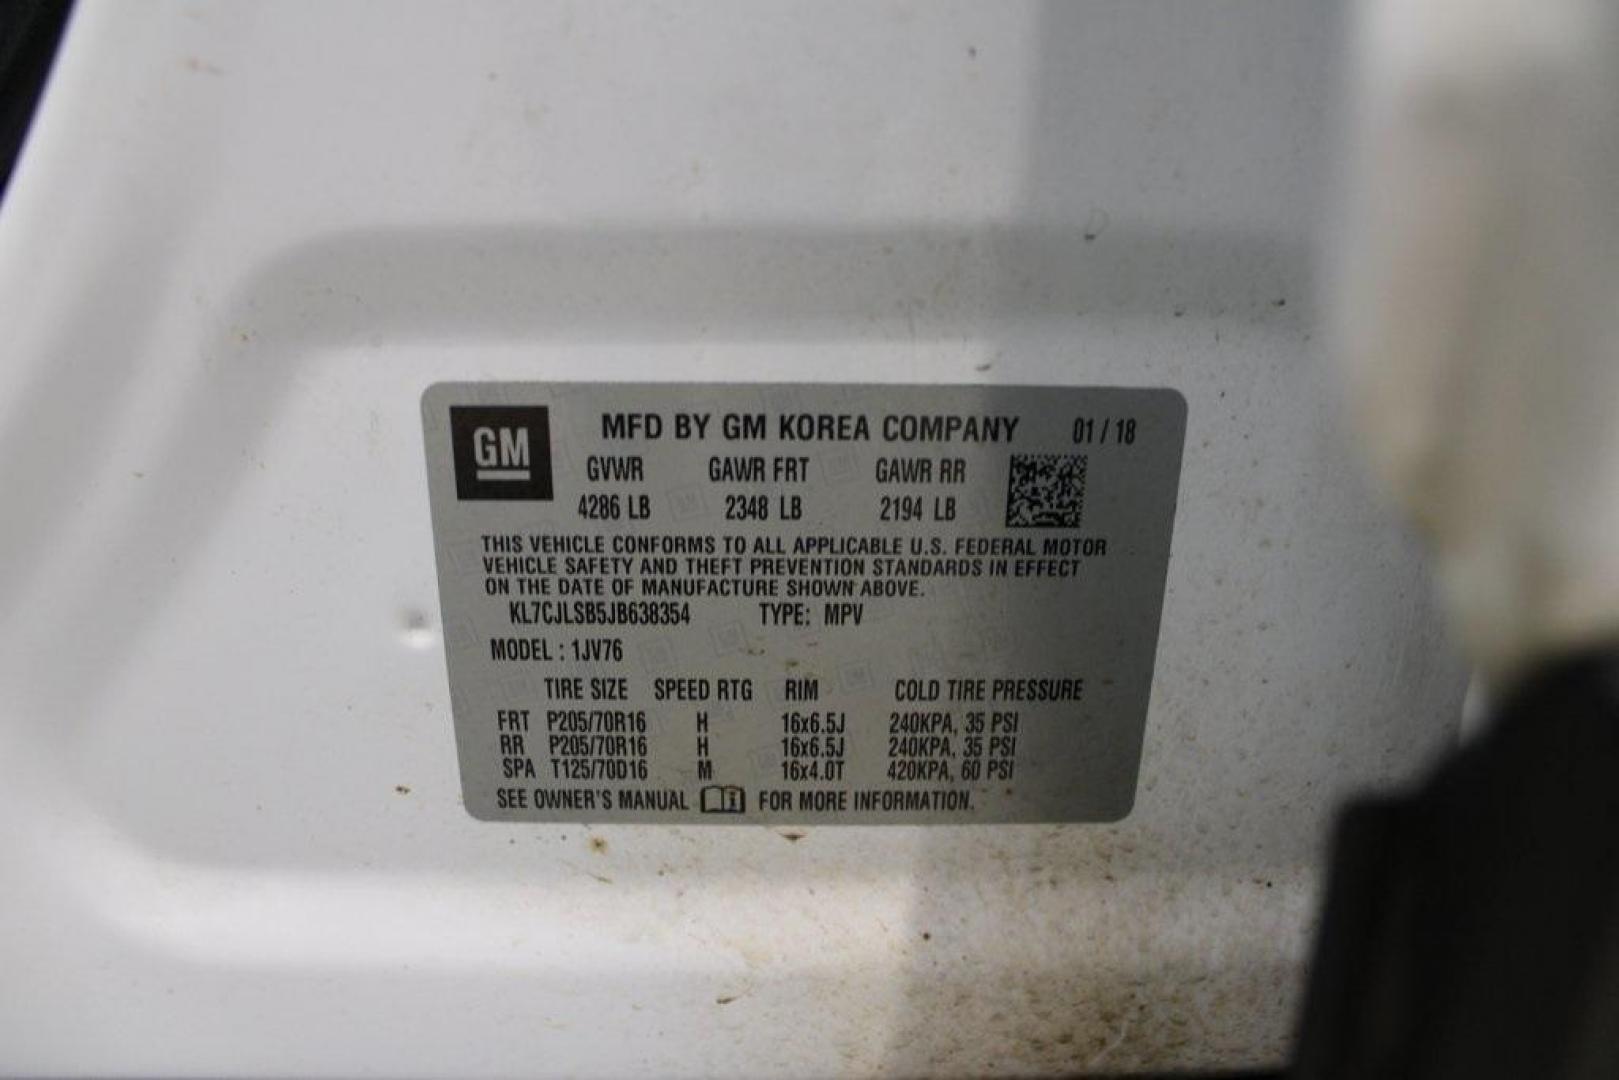 GM
MFD BY GM KOREA COMPANY 01 / 18
GVWR GAWR FRT GAWR RR
4286 LB 2348 LB 2194 LB
THIS VEHICLE CONFORMS TO ALL APPLICABLE U.S. FEDERAL MOTOR
VEHICLE SAFETY AND THEFT PREVENTION STANDARDS IN EFFECT
ON THE DATE OF MANUFACTURE SHOWN ABOVE.
KL7CJLSB5JB638354 TYPE: MPV
MODEL : 1JV76
TIRE SIZE SPEED RTG RIM COLD TIRE PRESSURE
FRT P205/70R16 H 16x6.5J 240KPA, 35 PSI
RR P205/70R16 H 16x6.5J 240KPA, 35 PSI
SPA T125/70D16 M 16x4.0T 420KPA, 60 PSI
SEE OWNER'S MANUAL i FOR MORE INFORMATION.